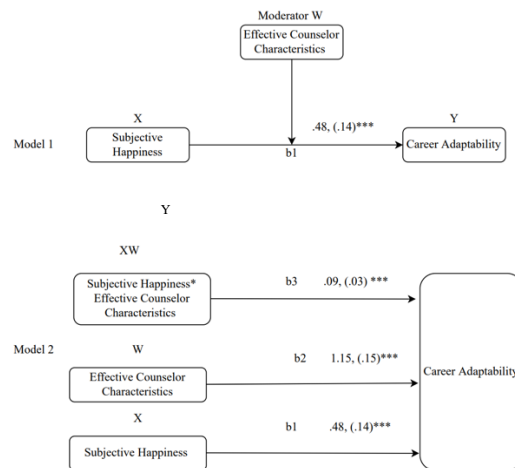 Moderator W
Effective Counselor
Characteristics
X
.48, (.14)***
Y
Model 1
Subjective
Happiness
b1
Career Adaptability
Y
XW
Subjective Happiness*
Effective Counselor
Characteristics
b3
.09, (.03) ***
Model 2
W
b2
1.15, (.15)***
Effective Counselor
Characteristics
Career Adaptability
X
b1
.48, (.14)***
Subjective Happiness